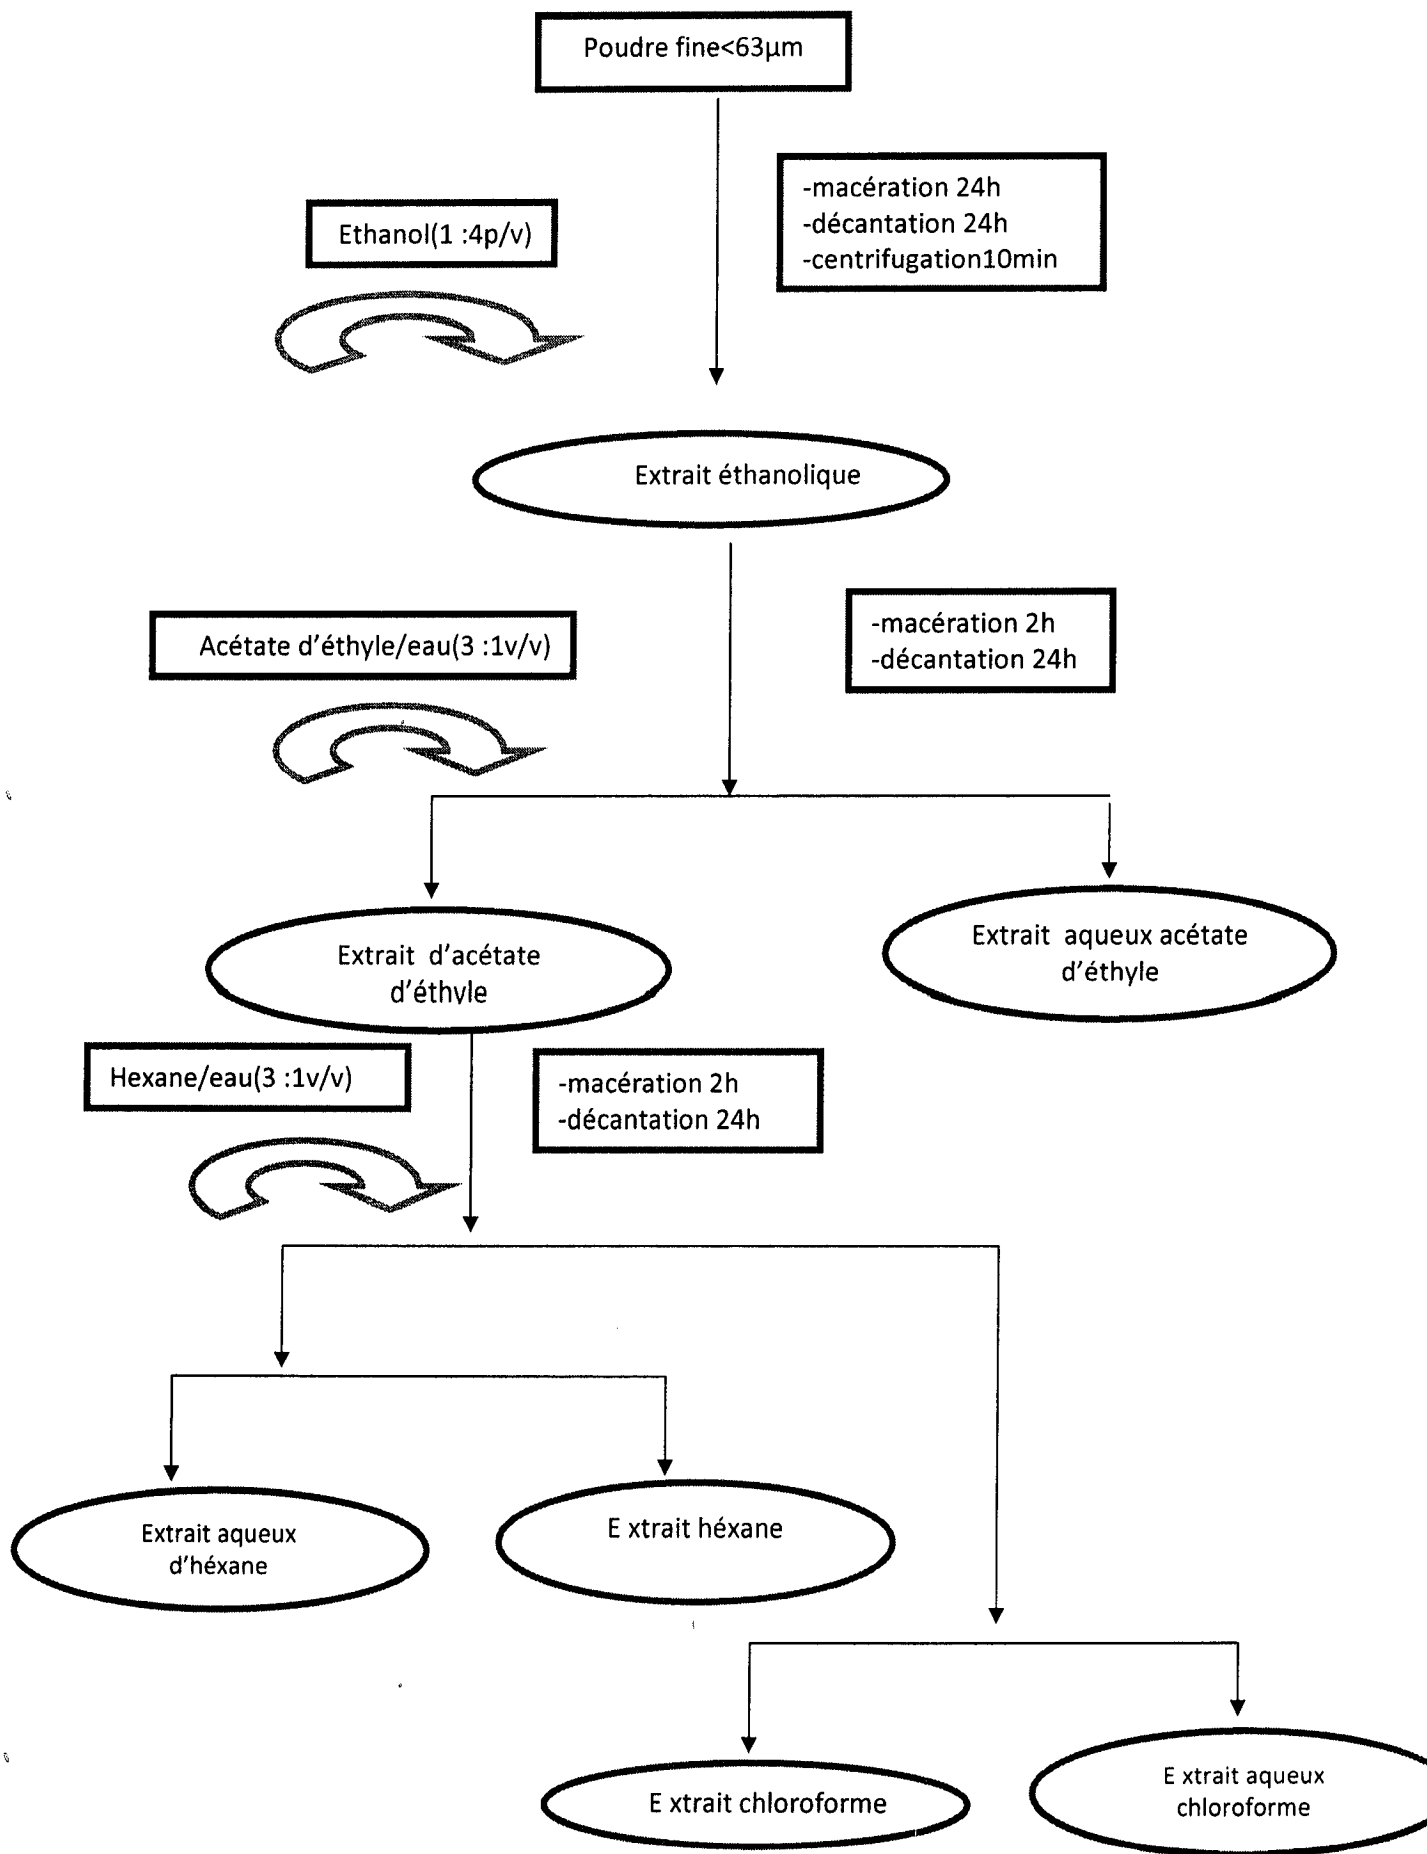 Poudre fine<63µm
-macération 24h
-décantation 24h
-centrifugation10min
Ethanol(1 :4p/v)
Extrait éthanolique
Acétate d'éthyle/eau(3 :1v/v)
-macération 2h
-décantation 24h
Extrait d'acétate
d'éthyle
Extrait aqueux acétate
d'éthyle
Hexane/eau(3 :1v/v)
-macération 2h
-décantation 24h
Extrait aqueux
d'héxane
E xtrait héxane
E xtrait chloroforme
E xtrait aqueux
chloroforme